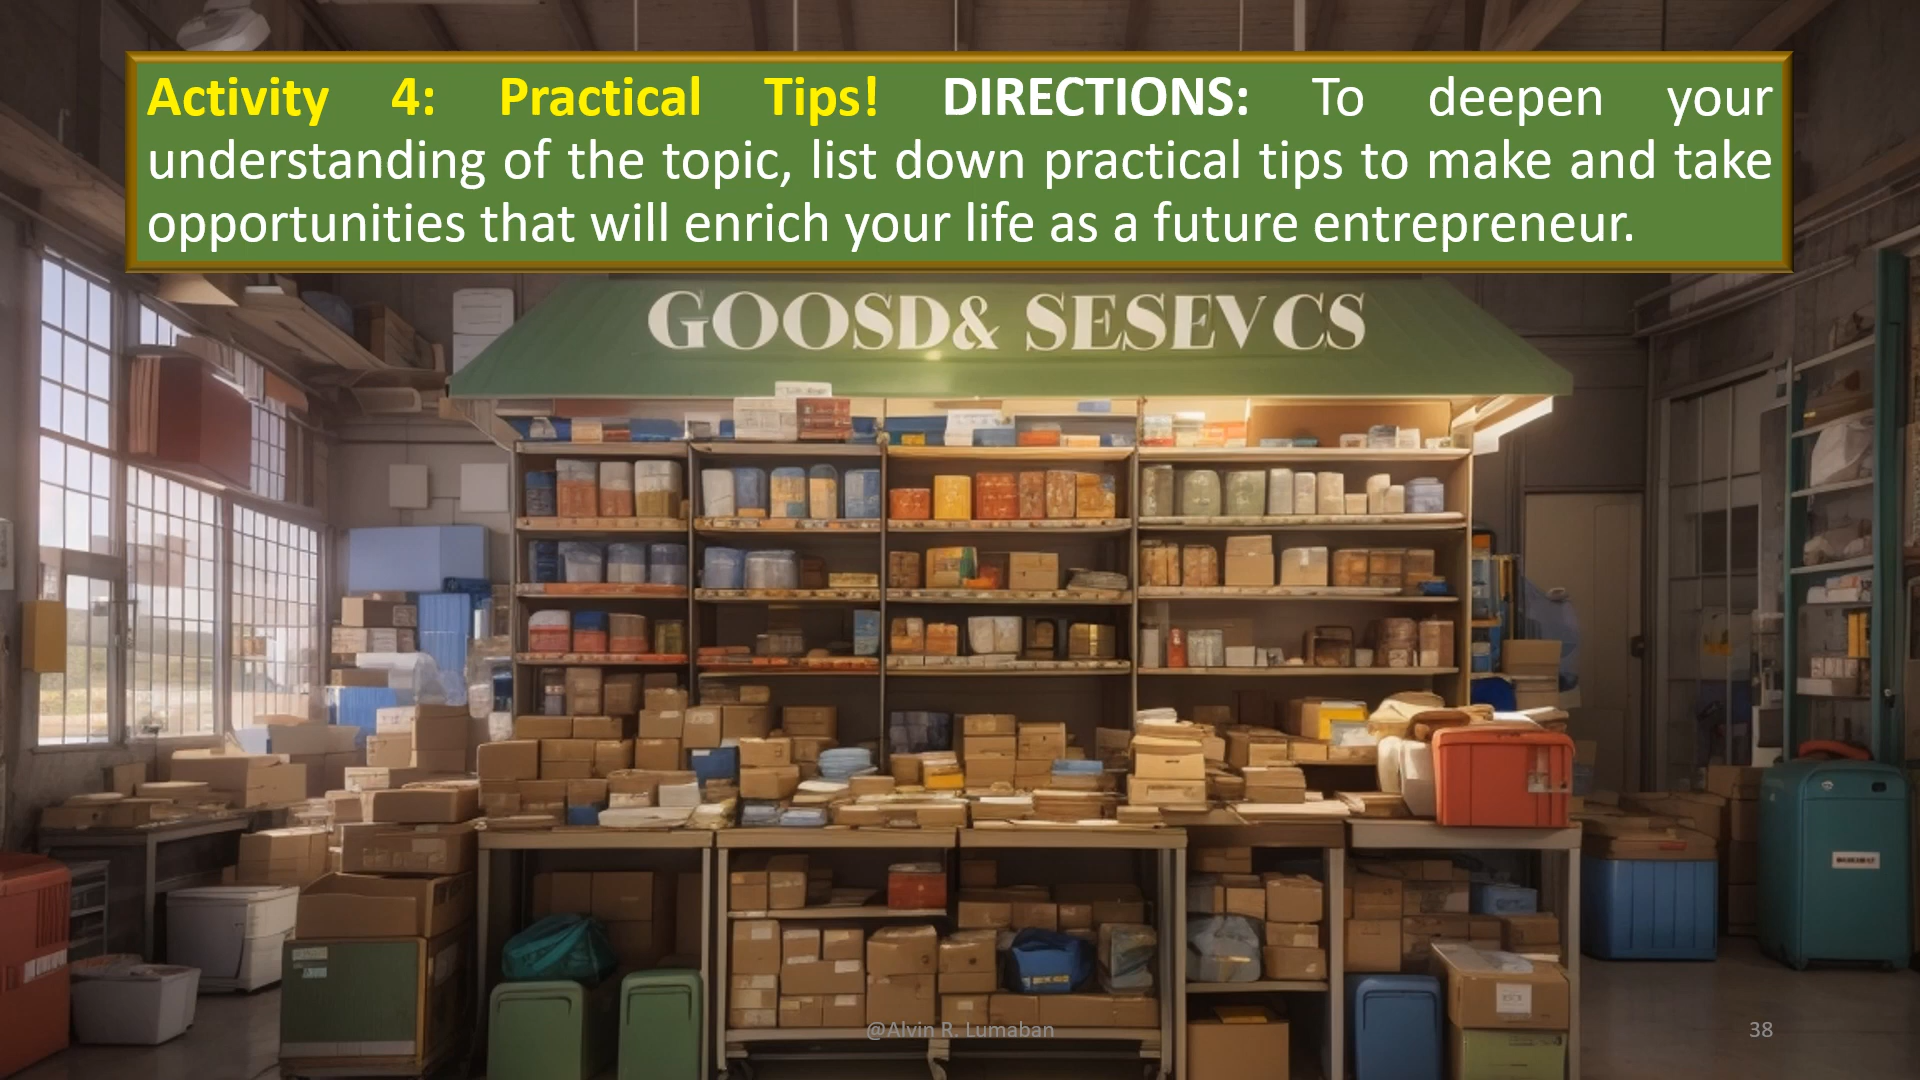 Activity 4: Practical Tips! DIRECTIONS: To deepen your
understanding of the topic, list down practical tips to make and take
opportunities that will enrich your life as a future entrepreneur.
GOOSD& SESEVCS
@Alvin R. Lumaban
38